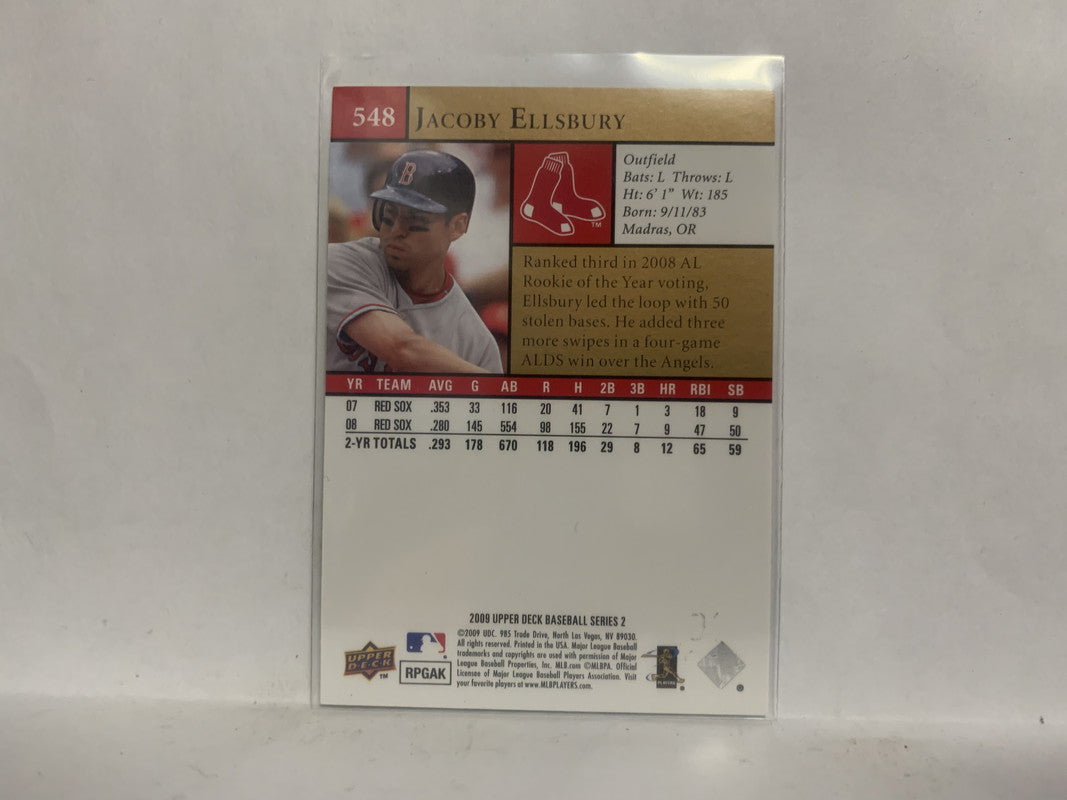 548 JACOBY ELLSBURY
B
Outfield
Bats: L Throws: L
Ht: 6' 1" Wt: 185
Born: 9/11/83
Madras, OR
TM
Ranked third in 2008 AL
Rookie of the Year voting,
Ellsbury led the loop with 50
stolen bases. He added three
more swipes in a four-game
ALDS win over the Angels.
YR TEAM AVG G AB R H 2B 3B HR RBI SB
07 RED SOX .353 33 116 20 41 7 1 3 18 9
08 RED SOX .280 145 554 98 155 22 7 9 47 50
2-YR TOTALS .293 178 670 118 196 29 8 12 65 59
2009 UPPER DECK BASEBALL SERIES 2
©2009 UDC. 985 Trade Drive, North Las Vegas, NV 89030.
All rights reserved. Printed in the USA. Major League Baseball
trademarks and copyrights are used with permission of Major
League Baseball Properties, Inc. MLB.com ©MLBPA. Official
Licensee of Major League Baseball Players Association. Visit
your favorite players at www.MLBPLAYERS.com.
UPPER DECK TM
RPGAK
PLAYERS